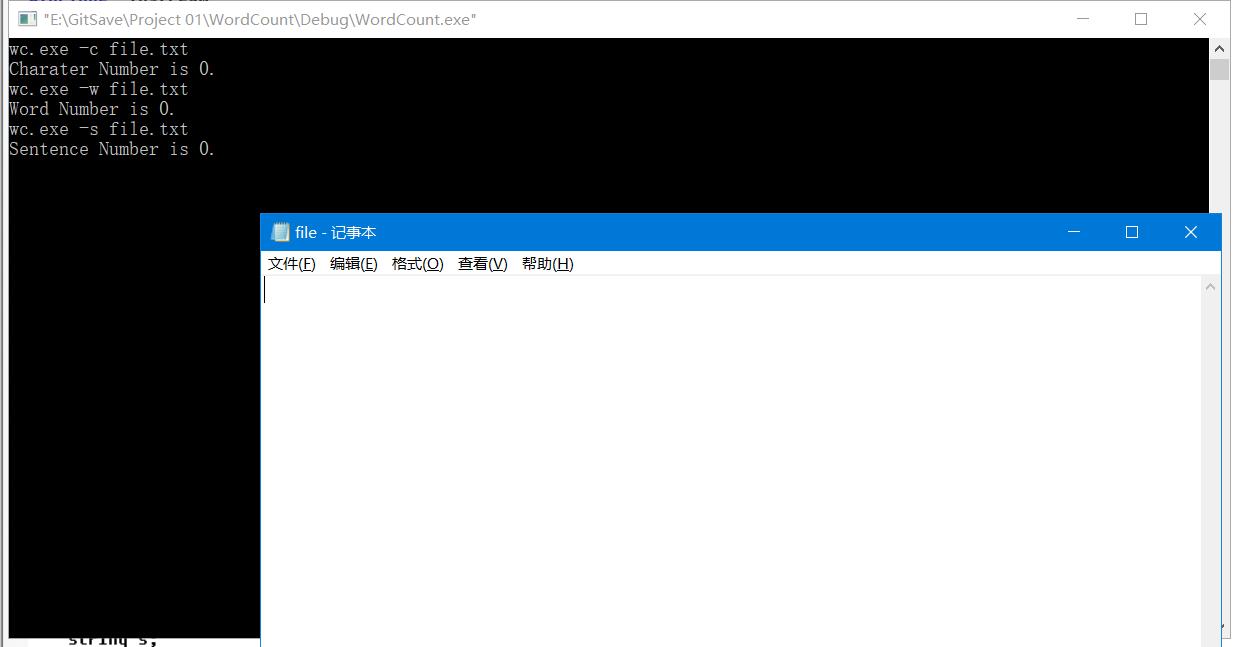 "E:\GitSave\Project 01\WordCount\Debug\WordCount.exe"
wc.exe -c file.txt
Charater Number is 0.
wc.exe -w file.txt
Word Number is 0.
wc.exe -s file.txt
Sentence Number is 0.
file - 记事本
文件(F) 编辑(E) 格式(O) 查看(V) 帮助(H)
string s;